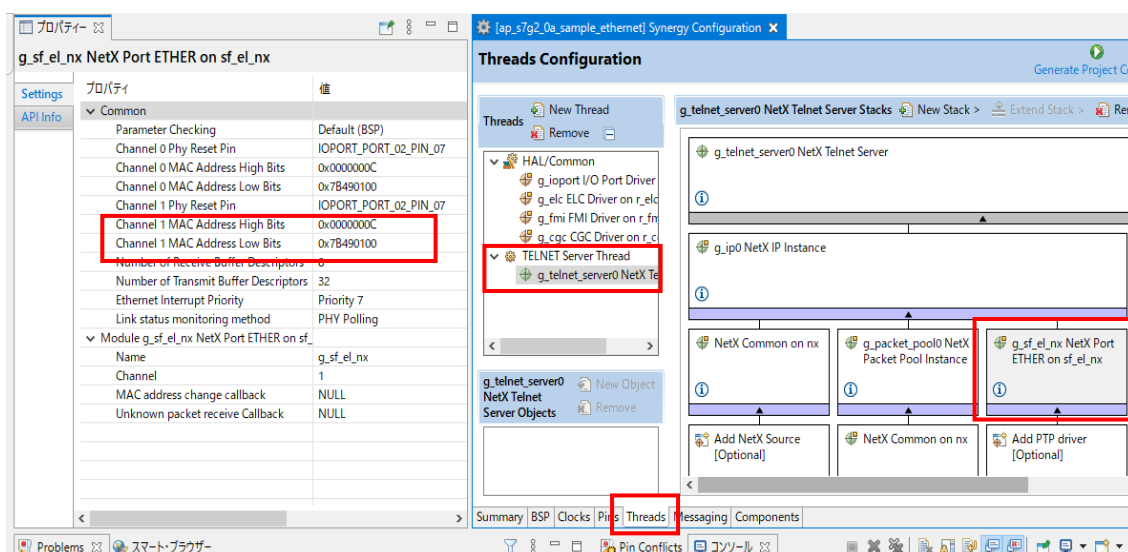 プロパティー
g_sf_el_nx NetX Port ETHER on sf_el_nx
Settings
API Info
プロパティ 値
Common
Parameter Checking Default (BSP)
Channel 0 Phy Reset Pin IOPORT_PORT_02_PIN_07
Channel 0 MAC Address High Bits 0x0000000C
Channel 0 MAC Address Low Bits 0x7B490100
Channel 1 Phy Reset Pin IOPORT_PORT_02_PIN_07
Channel 1 MAC Address High Bits 0x0000000C
Channel 1 MAC Address Low Bits 0x7B490100
Number of Receive Buffer Descriptors 8
Number of Transmit Buffer Descriptors 32
Ethernet Interrupt Priority Priority 7
Link status monitoring method PHY Polling
Module g_sf_el_nx NetX Port ETHER on sf_
Name g_sf_el_nx
Channel 1
MAC address change callback NULL
Unknown packet receive Callback NULL
Problems スマート・ブラウザー
[ap_s7g2_0a_sample_ethernet] Synergy Configuration
Threads Configuration
Generate Project C
Threads
New Thread
Remove
HAL/Common
g_ioport I/O Port Driver
g_elc ELC Driver on r_elc
g_fmi FMI Driver on r_fm
g_cgc CGC Driver on r_c
TELNET Server Thread
g_telnet_server0 NetX Te
g_telnet_server0
NetX Telnet
Server Objects
New Object
Remove
g_telnet_server0 NetX Telnet Server Stacks New Stack > Extend Stack > Re
g_telnet_server0 NetX Telnet Server
g_ip0 NetX IP Instance
NetX Common on nx
g_packet_pool0 NetX
Packet Pool Instance
g_sf_el_nx NetX Port
ETHER on sf_el_nx
Add NetX Source
[Optional]
NetX Common on nx
Add PTP driver
[Optional]
Summary BSP Clocks Pins Threads Messaging Components
Pin Conflicts コンソール